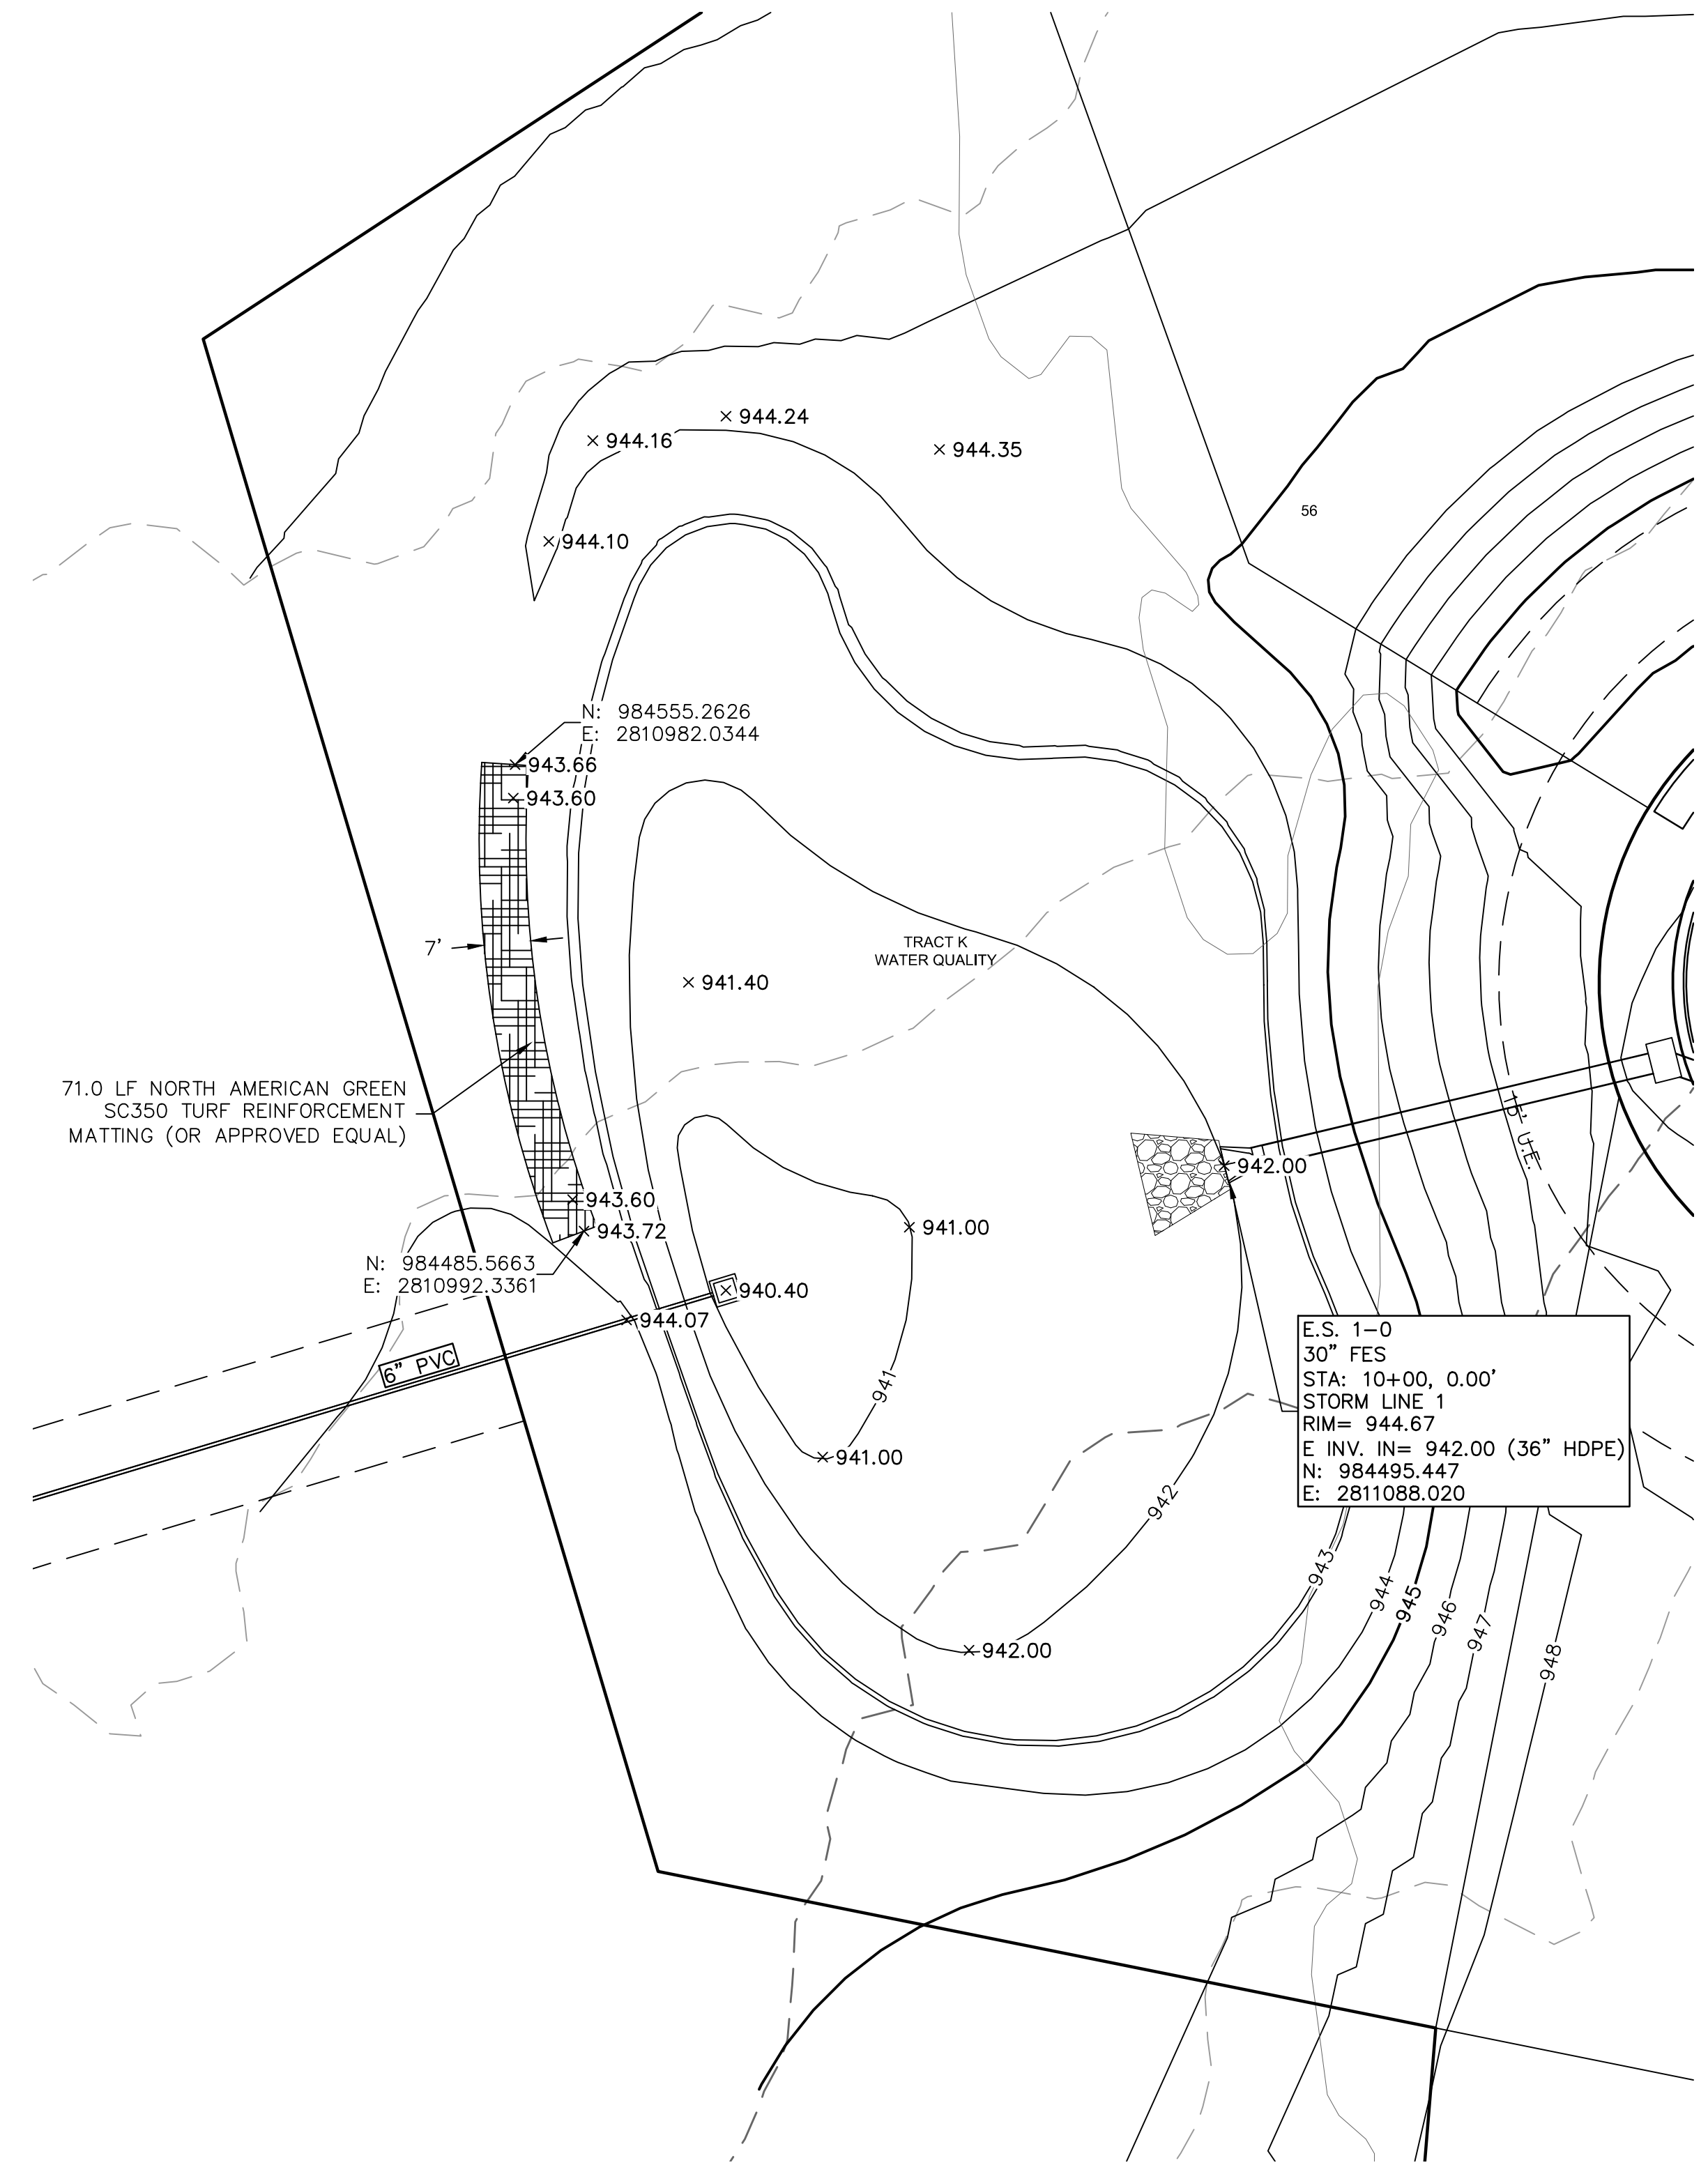 944.24
944.16
944.35
56
944.10
N: 984555.2626
E: 2810982.0344
943.66
943.60
7'
TRACT K
WATER QUALITY
941.40
71.0 LF NORTH AMERICAN GREEN
SC350 TURF REINFORCEMENT
MATTING (OR APPROVED EQUAL)
15' U.E.
942.00
943.60
943.72
941.00
N: 984485.5663
E: 2810992.3361
940.40
944.07
6" PVC
E.S. 1-0
30" FES
STA: 10+00, 0.00'
STORM LINE 1
RIM= 944.67
E INV. IN= 942.00 (36" HDPE)
N: 984495.447
E: 2811088.020
941
941.00
942
943
944
945
946
947
948
942.00